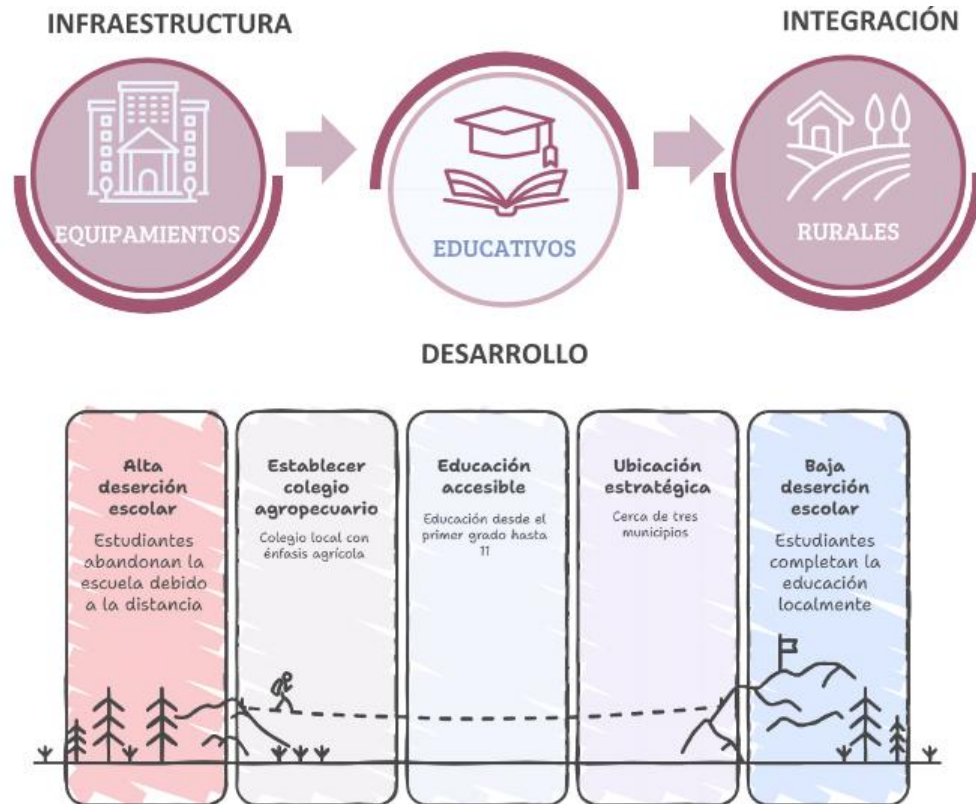 INFRAESTRUCTURA
INTEGRACIÓN
EQUIPAMIENTOS
EDUCATIVOS
RURALES
DESARROLLO
Alta
deserción
escolar
Estudiantes
abandonan la
escuela debido
a la distancia
Establecer
colegio
agropecuario
Colegio local con
énfasis agrícola
Educación
accesible
Educación desde el
primer grado hasta
11
Ubicación
estratégica
Cerca de tres
municipios
Baja
deserción
escolar
Estudiantes
completan la
educación
localmente